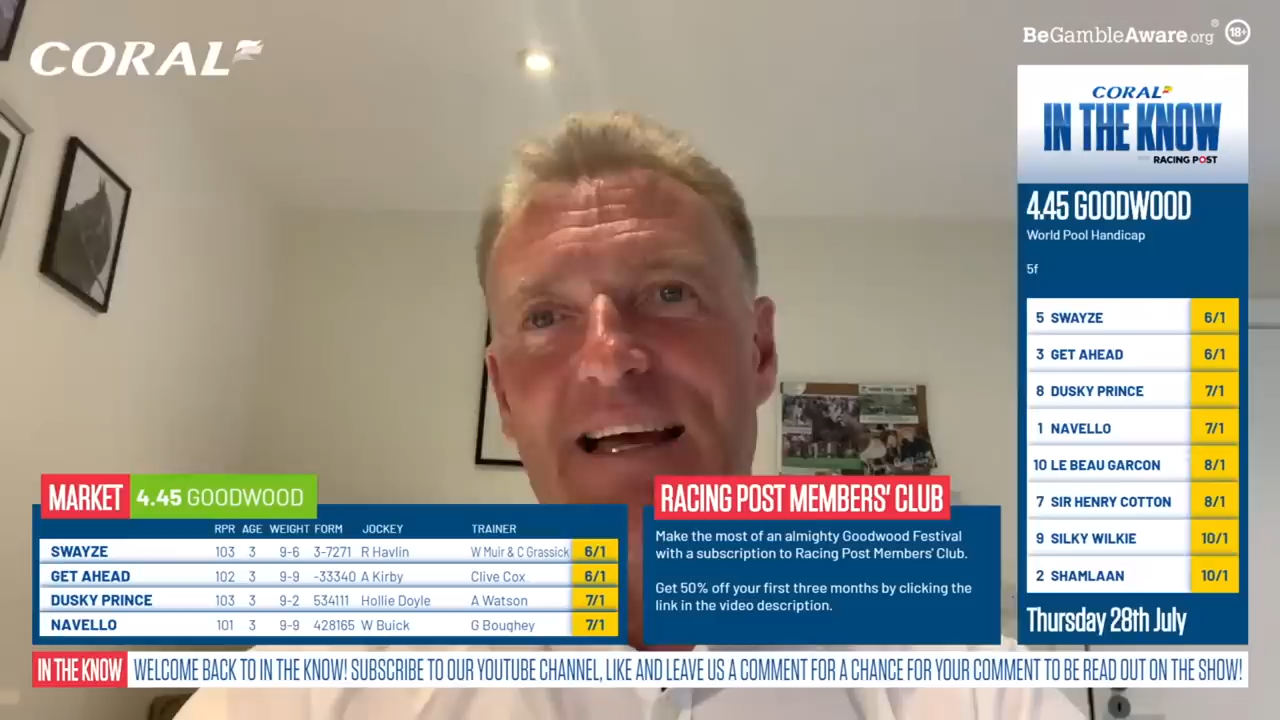 CORAL
BeGambleAware.org® 18+
CORAL
IN THE KNOW
WITH RACING POST
4.45 GOODWOOD
World Pool Handicap
5f
5 SWAYZE 6/1
3 GET AHEAD 6/1
8 DUSKY PRINCE 7/1
1 NAVELLO 7/1
10 LE BEAU GARCON 8/1
7 SIR HENRY COTTON 8/1
9 SILKY WILKIE 10/1
2 SHAMLAAN 10/1
Thursday 28th July
MARKET 4.45 GOODWOOD
RPR AGE WEIGHT FORM JOCKEY TRAINER
SWAYZE 103 3 9-6 3-7271 R Havlin W Muir & C Grassick 6/1
GET AHEAD 102 3 9-9 -33340 A Kirby Clive Cox 6/1
DUSKY PRINCE 103 3 9-2 534111 Hollie Doyle A Watson 7/1
NAVELLO 101 3 9-9 428165 W Buick G Boughey 7/1
RACING POST MEMBERS' CLUB
Make the most of an almighty Goodwood Festival
with a subscription to Racing Post Members' Club.
Get 50% off your first three months by clicking the
link in the video description.
IN THE KNOW WELCOME BACK TO IN THE KNOW! SUBSCRIBE TO OUR YOUTUBE CHANNEL, LIKE AND LEAVE US A COMMENT FOR A CHANCE FOR YOUR COMMENT TO BE READ OUT ON THE SHOW!